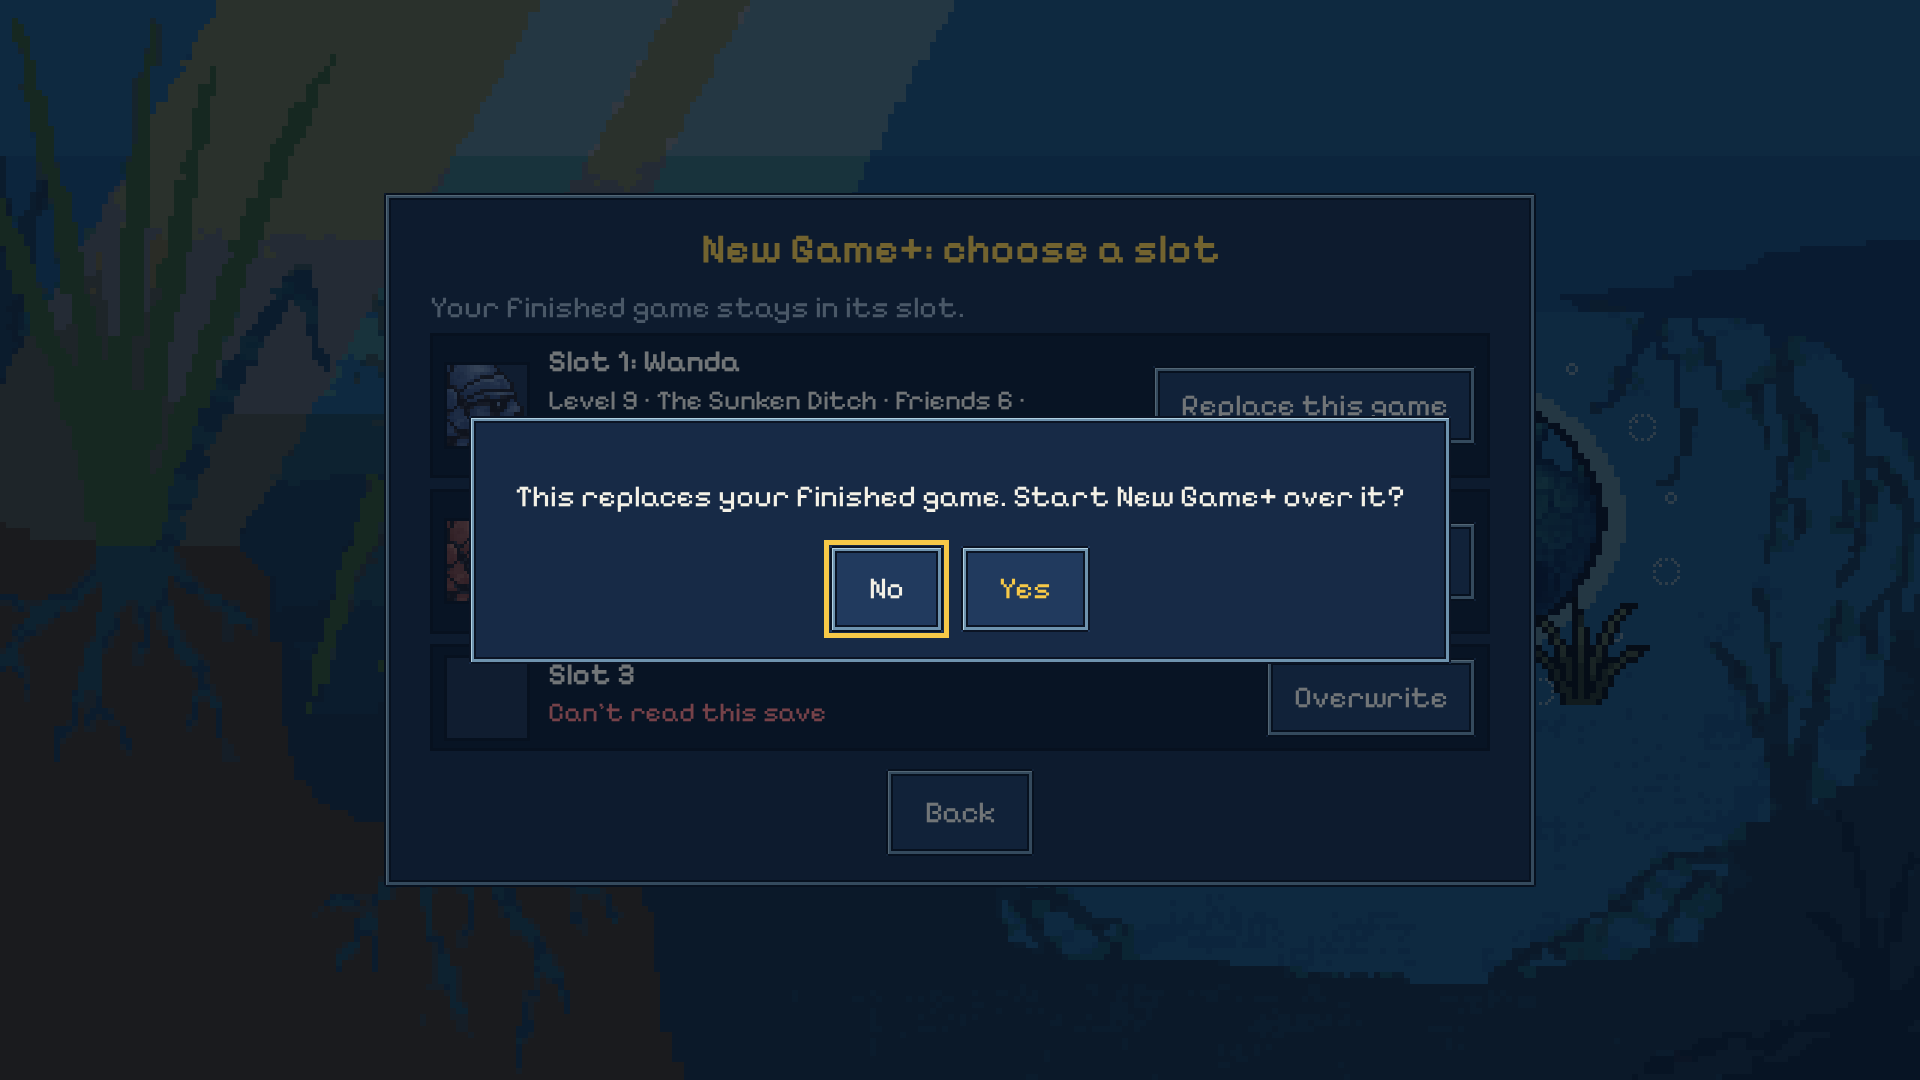 New Game+: choose a slot
Your finished game stays in its slot.
Slot 1: Wanda
Level 9 · The Sunken Ditch · Friends 6 ·
Replace this game
This replaces your finished game. Start New Game+ over it?
No
Yes
Slot 3
Can't read this save
Overwrite
Back